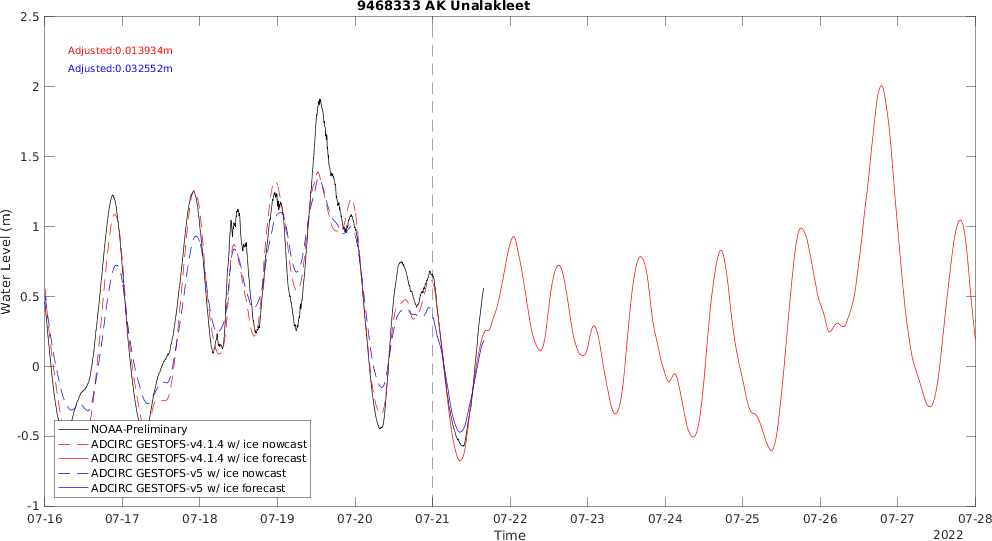 9468333 AK Unalakleet
Adjusted:0.013934m
Adjusted:0.032552m
Water Level (m)
2.5
2
1.5
1
0.5
0
-0.5
-1
NOAA-Preliminary
ADCIRC GESTOFS-v4.1.4 w/ ice nowcast
ADCIRC GESTOFS-v4.1.4 w/ ice forecast
ADCIRC GESTOFS-v5 w/ ice nowcast
ADCIRC GESTOFS-v5 w/ ice forecast
07-16 07-17 07-18 07-19 07-20 07-21 07-22 07-23 07-24 07-25 07-26 07-27 07-28
Time
2022